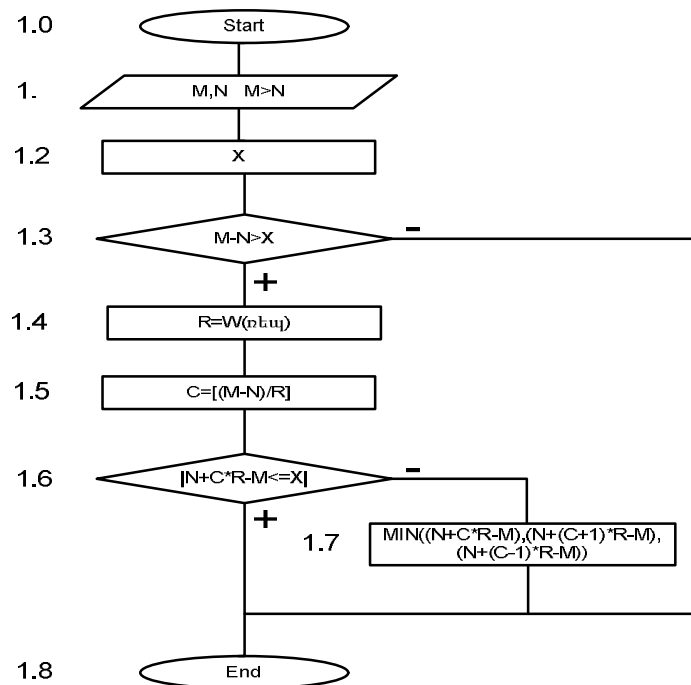 1.0 Start
1. M,N M>N
1.2 X
1.3 M-N>X -
+
1.4 R=W(ռեպ)
1.5 C=[(M-N)/R]
1.6 |N+C*R-M<=X| -
+
1.7 MIN((N+C*R-M),(N+(C+1)*R-M),
(N+(C-1)*R-M))
1.8 End